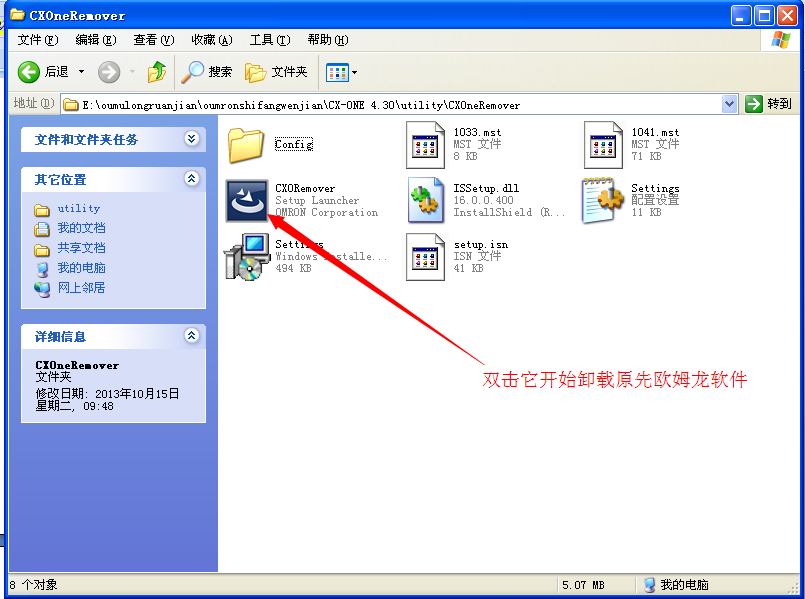 CXOneRemover
文件(F) 编辑(E) 查看(V) 收藏(A) 工具(T) 帮助(H)
后退 搜索 文件夹
地址(D) E:\oumulongruanjian\oumronshifangwenjian\CX-ONE 4.30\utility\CXOneRemover 转到
文件和文件夹任务
其它位置
utility
我的文档
共享文档
我的电脑
网上邻居
详细信息
CXOneRemover
文件夹
修改日期: 2013年10月15日
星期二, 09:48
Config
1033.mst
MST 文件
8 KB
1041.mst
MST 文件
71 KB
CXORemover
Setup Launcher
OMRON Corporation
ISSetup.dll
16.0.0.400
InstallShield (R...
Settings
配置设置
11 KB
Settings
Windows Installe...
494 KB
setup.isn
ISN 文件
41 KB
双击它开始卸载原先欧姆龙软件
8 个对象 5.07 MB 我的电脑